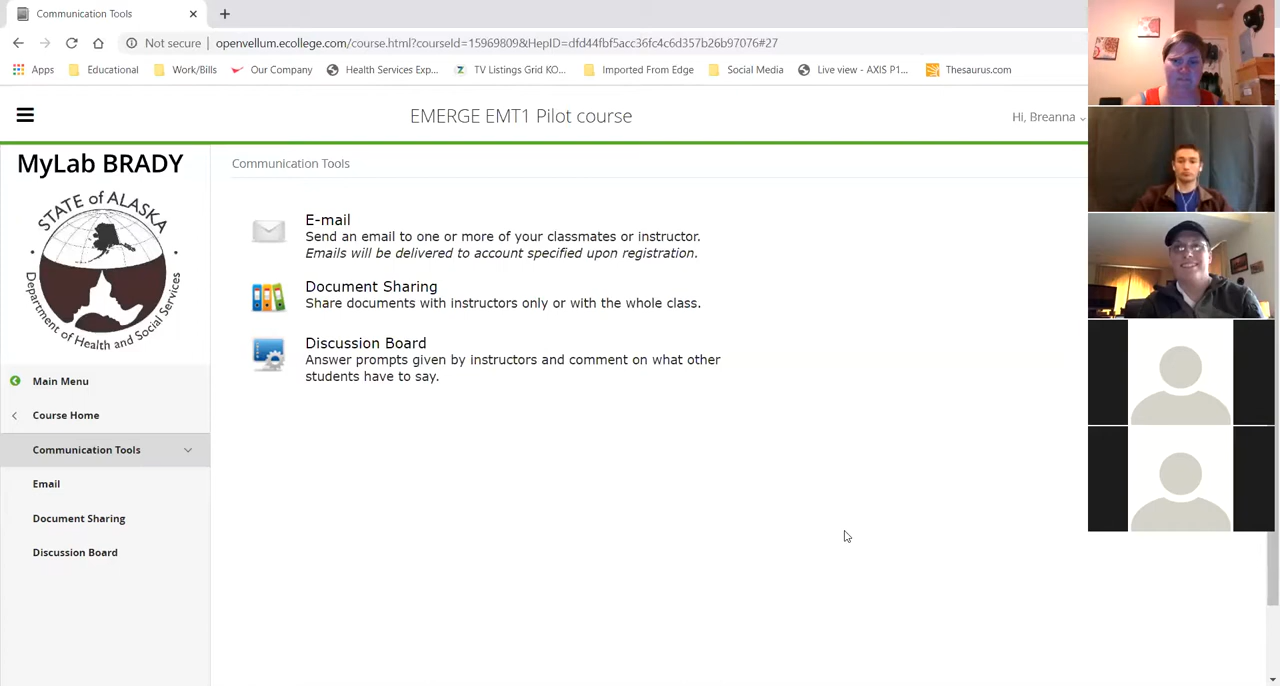 Communication Tools
Not secure
openvellum.ecollege.com/course.html?courseId=15969809&HepID=dfd44fbf5acc36fc4c6d357b26b97076#27
Apps
Educational
Work/Bills
Our Company
Health Services Exp...
TV Listings Grid KO...
Imported From Edge
Social Media
Live view - AXIS P1...
Thesaurus.com
EMERGE EMT1 Pilot course
Hi, Breanna
MyLab BRADY
STATE of ALASKA
Department of Health and Social Services
Main Menu
Course Home
Communication Tools
Email
Document Sharing
Discussion Board
Communication Tools
E-mail
Send an email to one or more of your classmates or instructor.
Emails will be delivered to account specified upon registration.
Document Sharing
Share documents with instructors only or with the whole class.
Discussion Board
Answer prompts given by instructors and comment on what other
students have to say.